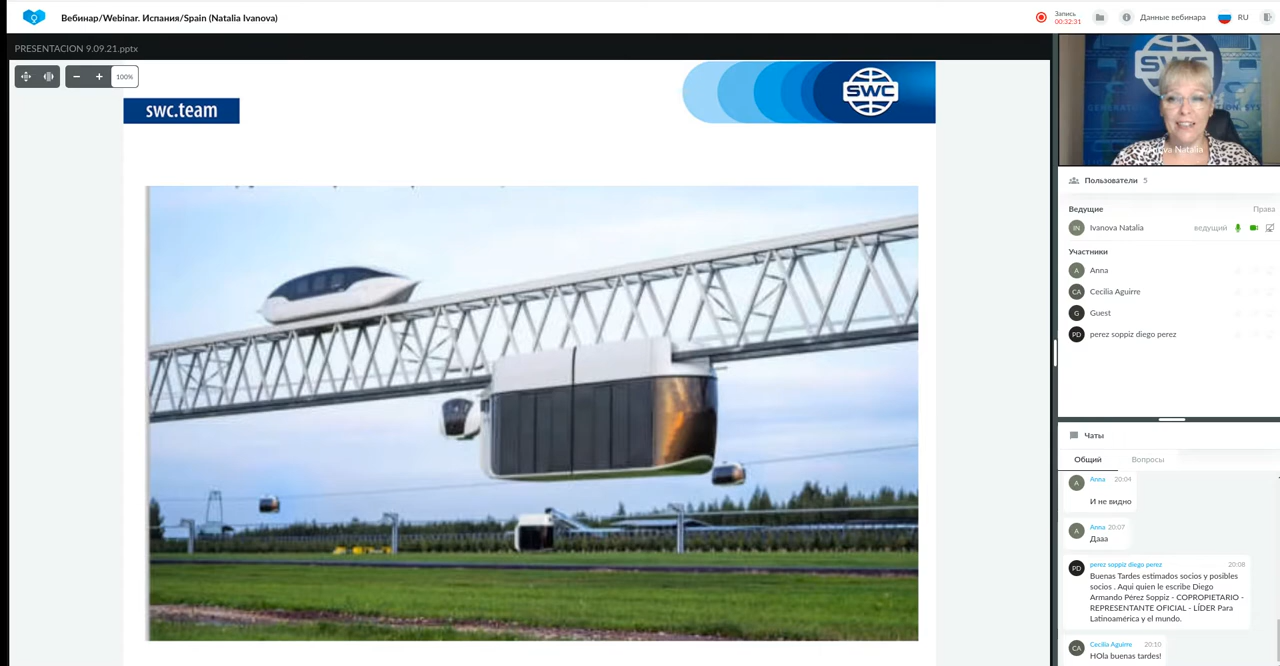 Вебинар/Webinar. Испания/Spain (Natalia Ivanova)
Запись
00:32:31
Данные вебинара
RU
PRESENTACION 9.09.21.pptx
100%
swc.team
SWC
SWC
Natalia
Пользователи 5
Ведущие Права
IN Ivanova Natalia ведущий
Участники
A Anna
CA Cecilia Aguirre
G Guest
PD perez soppiz diego perez
Чаты
Общий Вопросы
A Anna 20:04
И не видно
A Anna 20:07
Дааа
PD perez soppiz diego perez 20:08
Buenas Tardes estimados socios y posibles
socios . Aqui quien le escribe Diego
Armando Pérez Soppiz - COPROPIETARIO -
REPRESENTANTE OFICIAL - LÍDER Para
Latinoamérica y el mundo.
CA Cecilia Aguirre 20:10
HOla buenas tardes!